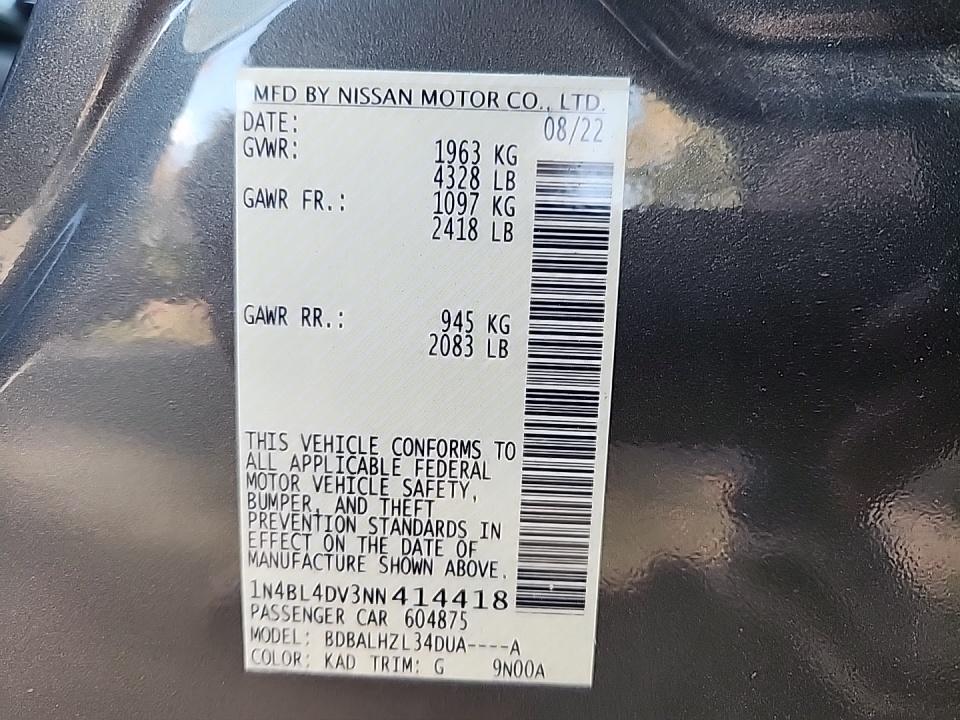 MFD BY NISSAN MOTOR CO., LTD.
DATE: 08/22
GVWR: 1963 KG
4328 LB
GAWR FR.: 1097 KG
2418 LB
GAWR RR.: 945 KG
2083 LB
THIS VEHICLE CONFORMS TO
ALL APPLICABLE FEDERAL
MOTOR VEHICLE SAFETY,
BUMPER, AND THEFT
PREVENTION STANDARDS IN
EFFECT ON THE DATE OF
MANUFACTURE SHOWN ABOVE.
1N4BL4DV3NN414418
PASSENGER CAR 604875
MODEL: BDBALHZL34DUA----A
COLOR: KAD TRIM: G 9N00A